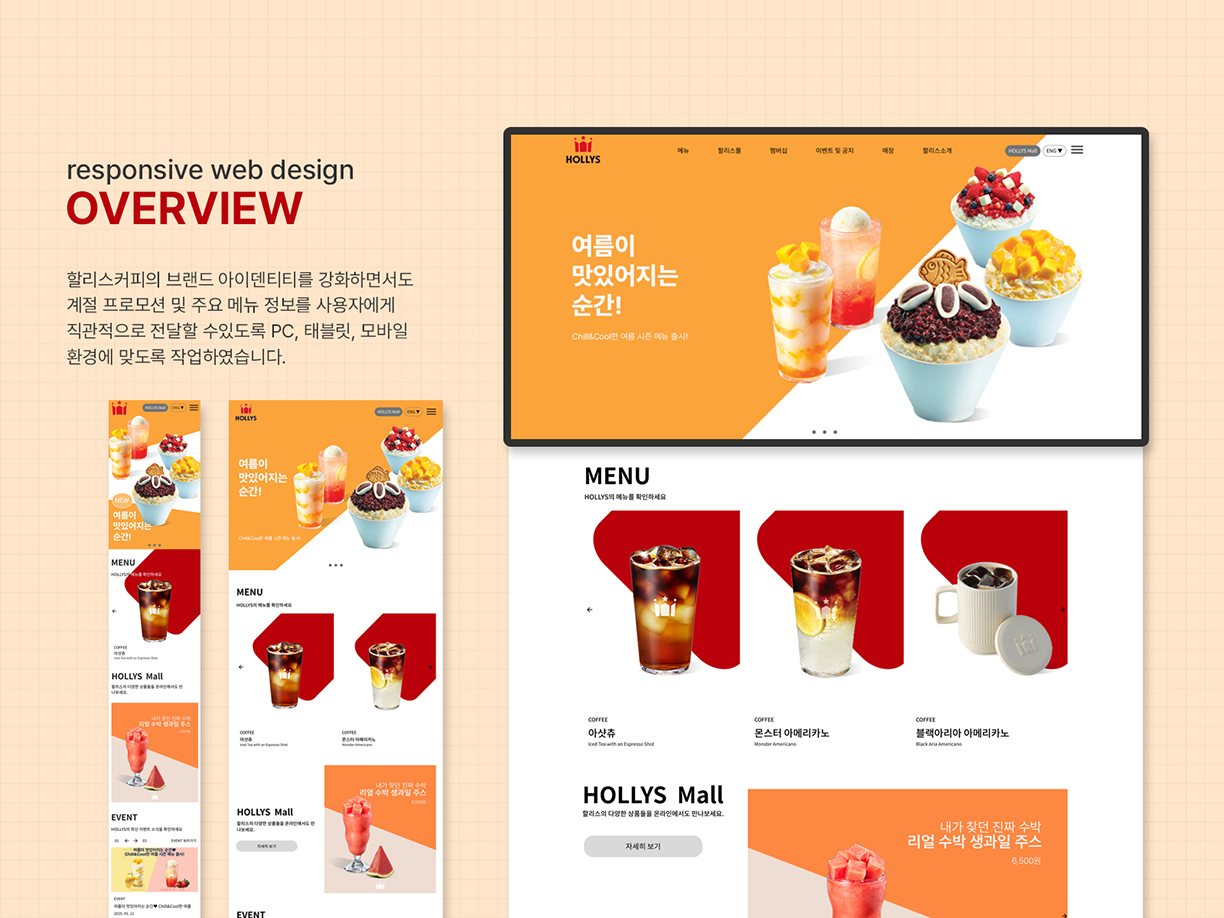 responsive web design
OVERVIEW
할리스커피의 브랜드 아이덴티티를 강화하면서도
계절 프로모션 및 주요 메뉴 정보를 사용자에게
직관적으로 전달할 수있도록 PC, 태블릿, 모바일
환경에 맞도록 작업하였습니다.
HOLLYS
메뉴
할리스몰
멤버십
이벤트 및 공지
매장
할리스소개
HOLLYS Mall
ENG ▼
여름이
맛있어지는
순간!
Chill&Cool한 여름 시즌 메뉴 출시!
MENU
HOLLYS의 메뉴를 확인하세요
COFFEE
아샷츄
Iced Tea with an Espresso Shot
COFFEE
몬스터 아메리카노
Monster Americano
COFFEE
블랙아리아 아메리카노
Black Aria Americano
HOLLYS Mall
할리스의 다양한 상품들을 온라인에서도 만나보세요.
자세히 보기
내가 찾던 진짜 수박
리얼 수박 생과일 주스
6,500원
HOLLYS Mall
ENG ▼
NEW
여름이
맛있어지는
순간!
MENU
HOLLYS의 메뉴를 확인하세요
COFFEE
아샷츄
Iced Tea with an Espresso Shot
HOLLYS Mall
할리스의 다양한 상품들을 온라인에서도 만
나보세요.
내가 찾던 진짜 수박
리얼 수박 생과일 주스
6,500원
EVENT
HOLLYS의 최신 이벤트 소식을 확인하세요
EVENT
여름이 맛있어지는 순간♥ Chill&Cool한 여름
2025. 05. 12
HOLLYS
HOLLYS Mall
ENG ▼
여름이
맛있어지는
순간!
Chill&Cool한 여름 시즌 메뉴 출시!
MENU
HOLLYS의 메뉴를 확인하세요
COFFEE
아샷츄
Iced Tea with an Espresso Shot
COFFEE
몬스터 아메리카노
Monster Americano
HOLLYS Mall
할리스의 다양한 상품들을 온라인에서도 만
나보세요.
자세히 보기
내가 찾던 진짜 수박
리얼 수박 생과일 주스
6,500원
EVENT